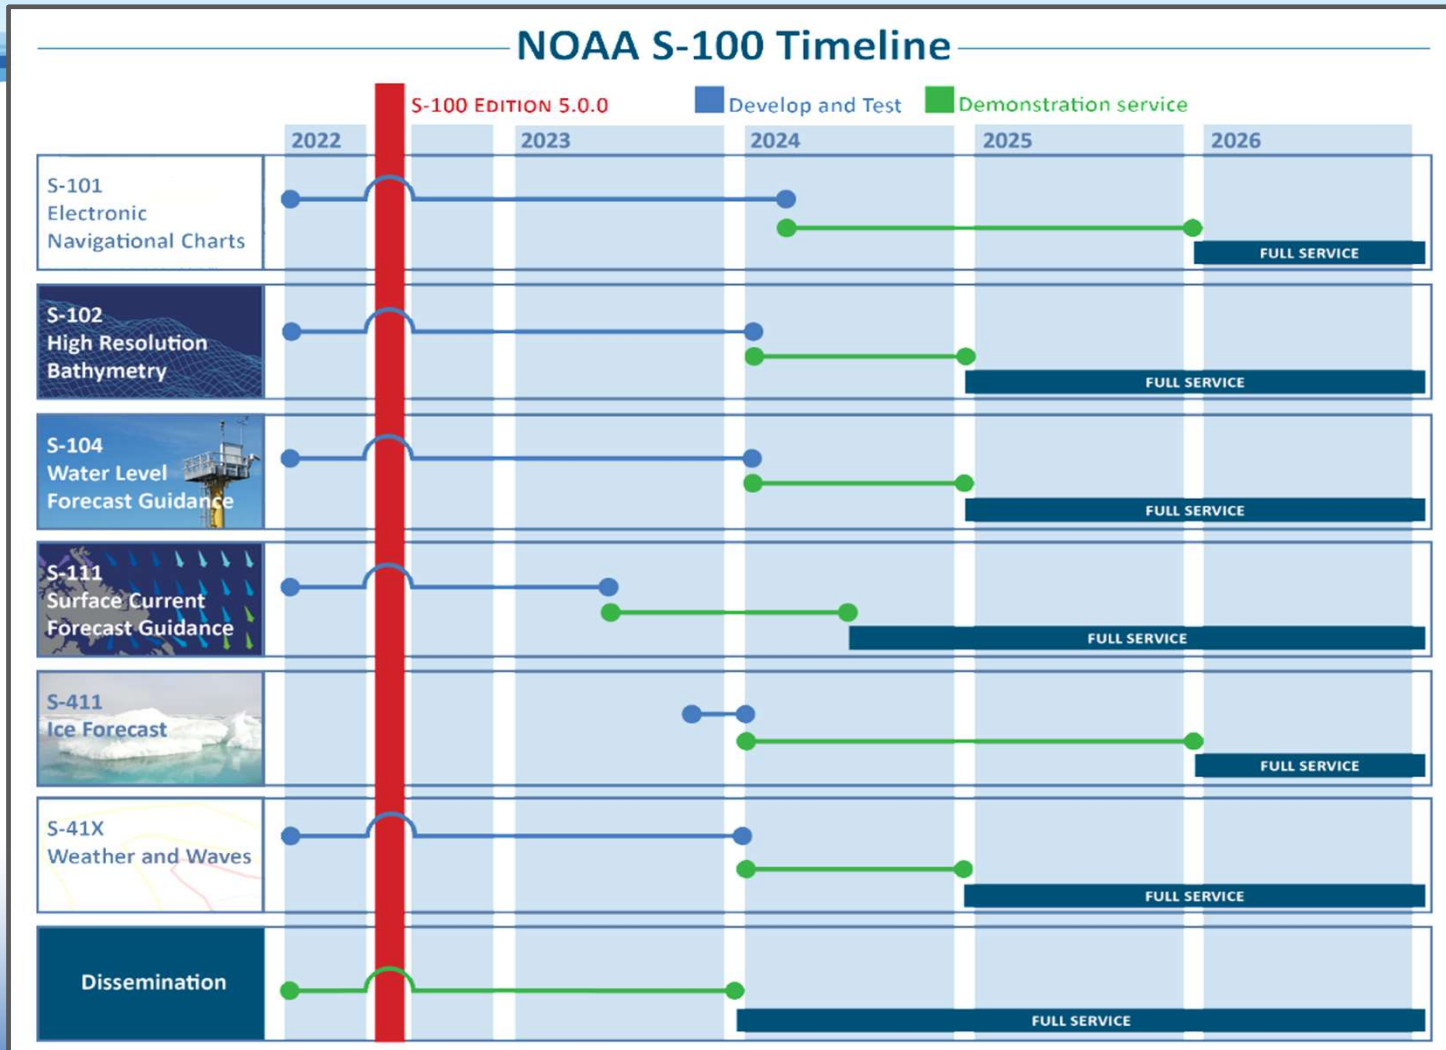 NOAA S-100 Timeline
S-100 EDITION 5.0.0
Develop and Test
Demonstration service
2022
2023
2024
2025
2026
S-101
Electronic
Navigational Charts
FULL SERVICE
S-102
High Resolution
Bathymetry
FULL SERVICE
S-104
Water Level
Forecast Guidance
FULL SERVICE
S-111
Surface Current
Forecast Guidance
FULL SERVICE
S-411
Ice Forecast
FULL SERVICE
S-41X
Weather and Waves
FULL SERVICE
Dissemination
FULL SERVICE